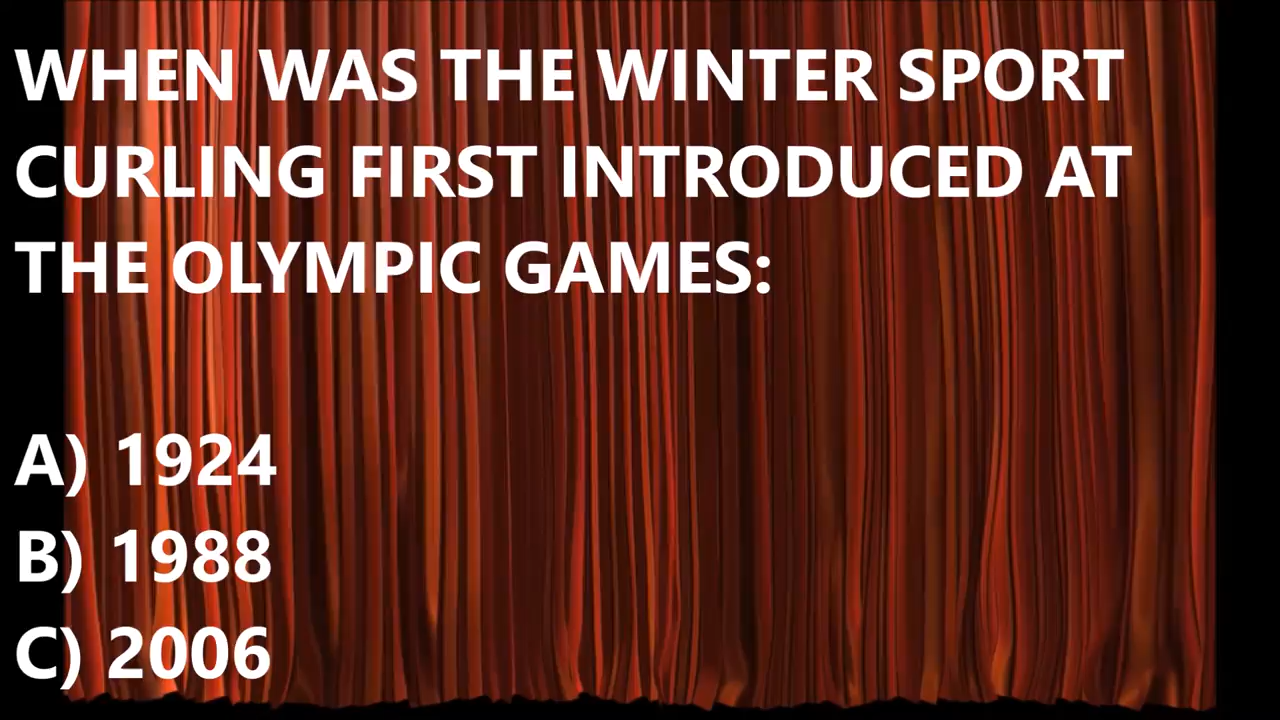 WHEN WAS THE WINTER SPORT
CURLING FIRST INTRODUCED AT
THE OLYMPIC GAMES:
A) 1924
B) 1988
C) 2006